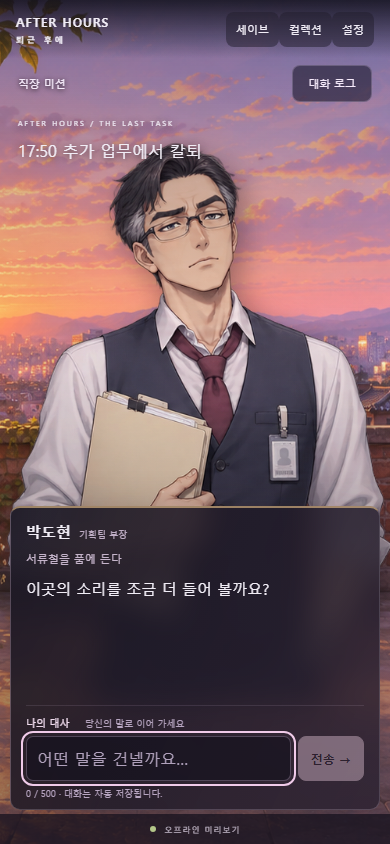 AFTER HOURS
퇴근 후에
세이브 컬렉션 설정
직장 미션
대화 로그
AFTER HOURS / THE LAST TASK
17:50 추가 업무에서 칼퇴
박도현 기획팀 부장
서류철을 품에 든다
이곳의 소리를 조금 더 들어 볼까요?
나의 대사 당신의 말로 이어 가세요
어떤 말을 건넬까요...
전송 →
0 / 500 · 대화는 자동 저장됩니다.
오프라인 미리보기